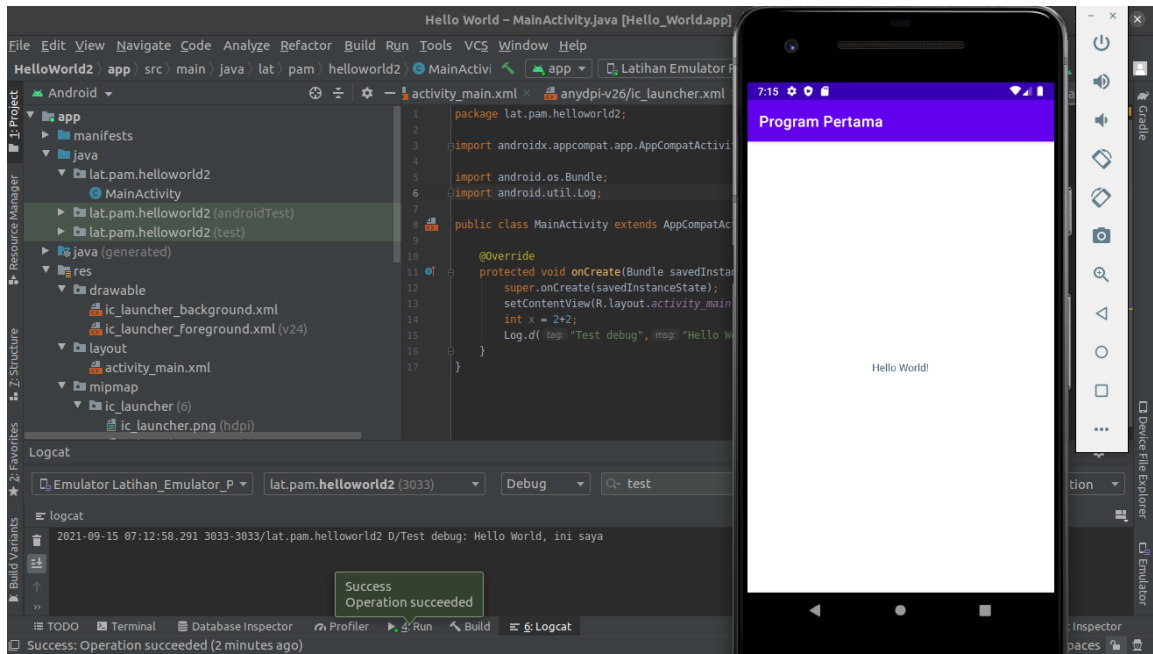 Hello World – MainActivity.java [Hello_World.app]
File Edit View Navigate Code Analyze Refactor Build Run Tools VCS Window Help
HelloWorld2 app src main java lat pam helloworld2 MainActivi app Latihan Emulator
1: Project
Resource Manager
Z: Structure
2: Favorites
Build Variants
Android
app
manifests
java
lat.pam.helloworld2
MainActivity
lat.pam.helloworld2 (androidTest)
lat.pam.helloworld2 (test)
java (generated)
res
drawable
ic_launcher_background.xml
ic_launcher_foreground.xml (v24)
layout
activity_main.xml
mipmap
ic_launcher (6)
ic_launcher.png (hdpi)
activity_main.xml anydpi-v26/ic_launcher.xml
1 package lat.pam.helloworld2;
2
3 import androidx.appcompat.app.AppCompatActivi
4
5 import android.os.Bundle;
6 import android.util.Log;
7
8 public class MainActivity extends AppCompatAc
9
10 @Override
11 protected void onCreate(Bundle savedInsta
12 super.onCreate(savedInstanceState);
13 setContentView(R.layout.activity_main
14 int x = 2+2;
15 Log.d( tag: "Test debug", msg: "Hello W
16 }
17 }
7:15
Program Pertama
Hello World!
Gradle
Device File Explorer
Emulator
Logcat
Emulator Latihan_Emulator_P lat.pam.helloworld2 (3033) Debug test tion
logcat
2021-09-15 07:12:58.291 3033-3033/lat.pam.helloworld2 D/Test debug: Hello World, ini saya
Success
Operation succeeded
TODO Terminal Database Inspector Profiler 4: Run Build 6: Logcat Inspector
Success: Operation succeeded (2 minutes ago) paces